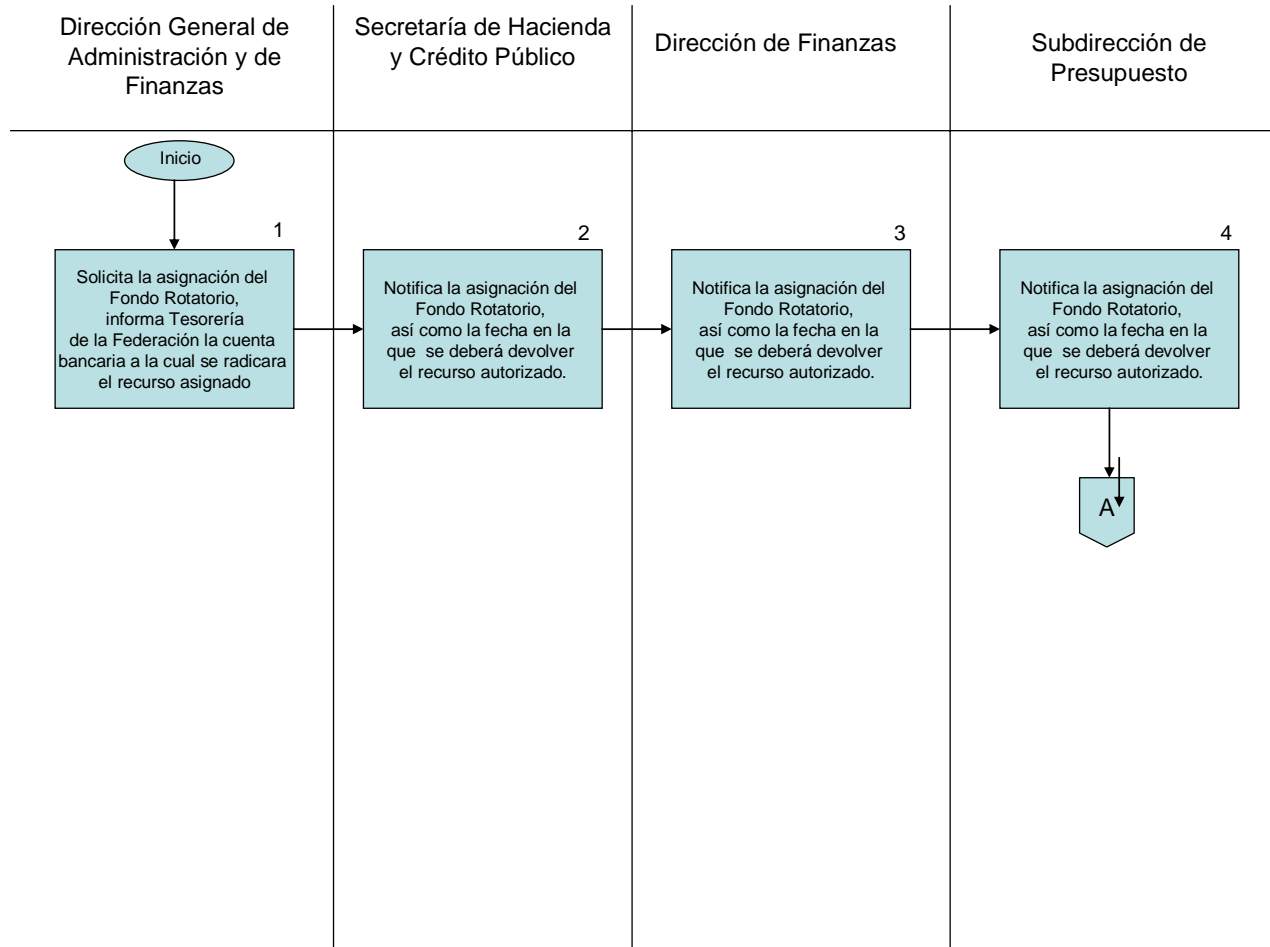 Dirección General de
Administración y de
Finanzas
Secretaría de Hacienda
y Crédito Público
Dirección de Finanzas
Subdirección de
Presupuesto
Inicio
1
Solicita la asignación del
Fondo Rotatorio,
informa Tesorería
de la Federación la cuenta
bancaria a la cual se radicara
el recurso asignado
2
Notifica la asignación del
Fondo Rotatorio,
así como la fecha en la
que se deberá devolver
el recurso autorizado.
3
Notifica la asignación del
Fondo Rotatorio,
así como la fecha en la
que se deberá devolver
el recurso autorizado.
4
Notifica la asignación del
Fondo Rotatorio,
así como la fecha en la
que se deberá devolver
el recurso autorizado.
A